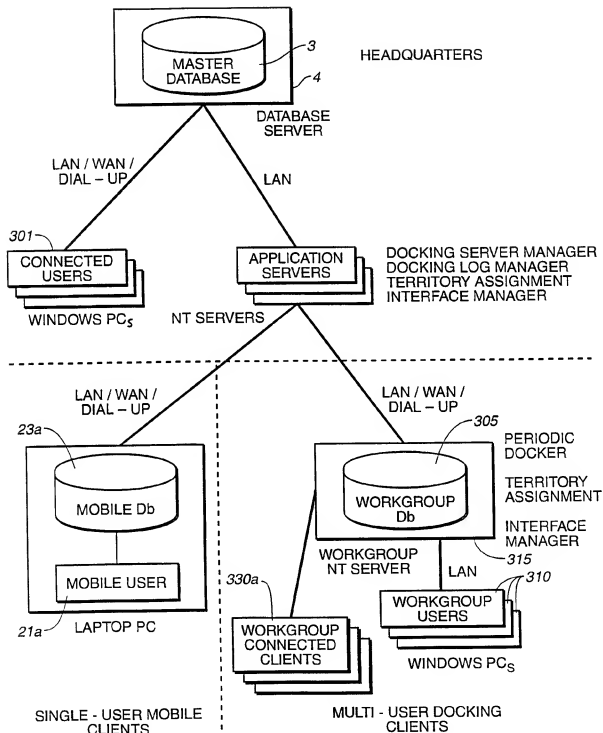 MASTER
DATABASE
3
4
HEADQUARTERS
DATABASE
SERVER
LAN / WAN /
DIAL – UP
LAN
301
CONNECTED
USERS
WINDOWS PCs
APPLICATION
SERVERS
NT SERVERS
DOCKING SERVER MANAGER
DOCKING LOG MANAGER
TERRITORY ASSIGNMENT
INTERFACE MANAGER
LAN / WAN /
DIAL – UP
23a
MOBILE Db
MOBILE USER
21a
LAPTOP PC
SINGLE - USER MOBILE
CLIENTS
LAN / WAN /
DIAL – UP
305
WORKGROUP
Db
PERIODIC
DOCKER
TERRITORY
ASSIGNMENT
INTERFACE
MANAGER
315
WORKGROUP
NT SERVER
LAN
330a
WORKGROUP
CONNECTED
CLIENTS
310
WORKGROUP
USERS
WINDOWS PCs
MULTI - USER DOCKING
CLIENTS